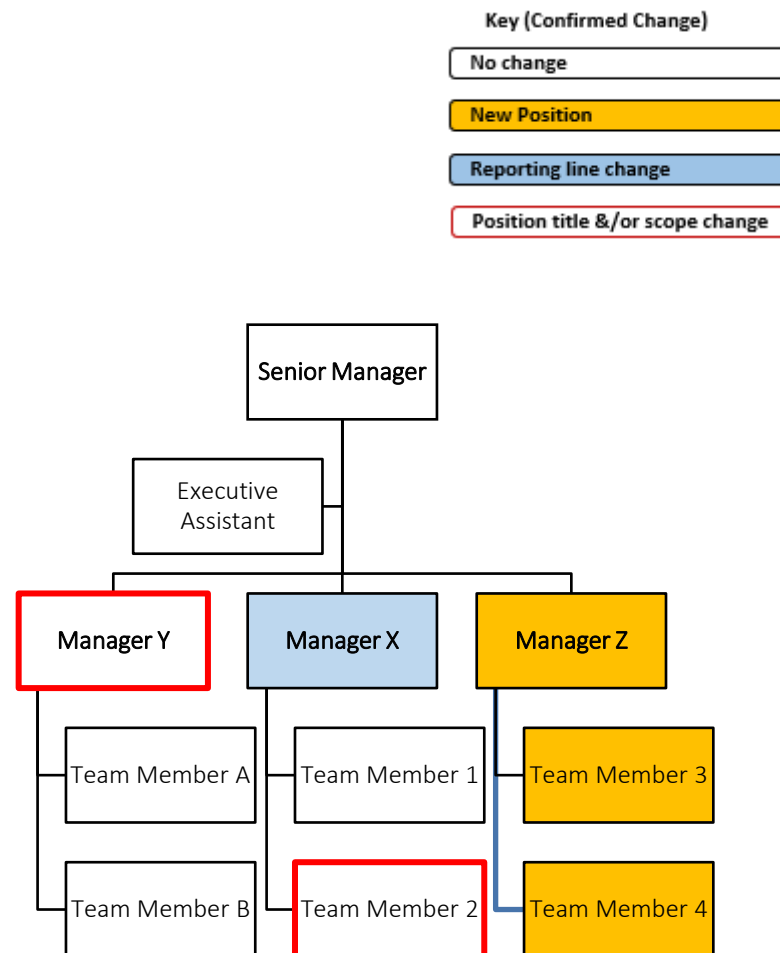 Key (Confirmed Change)
No change
New Position
Reporting line change
Position title &/or scope change
Senior Manager
Executive
Assistant
Manager Y
Manager X
Manager Z
Team Member A
Team Member 1
Team Member 3
Team Member B
Team Member 2
Team Member 4